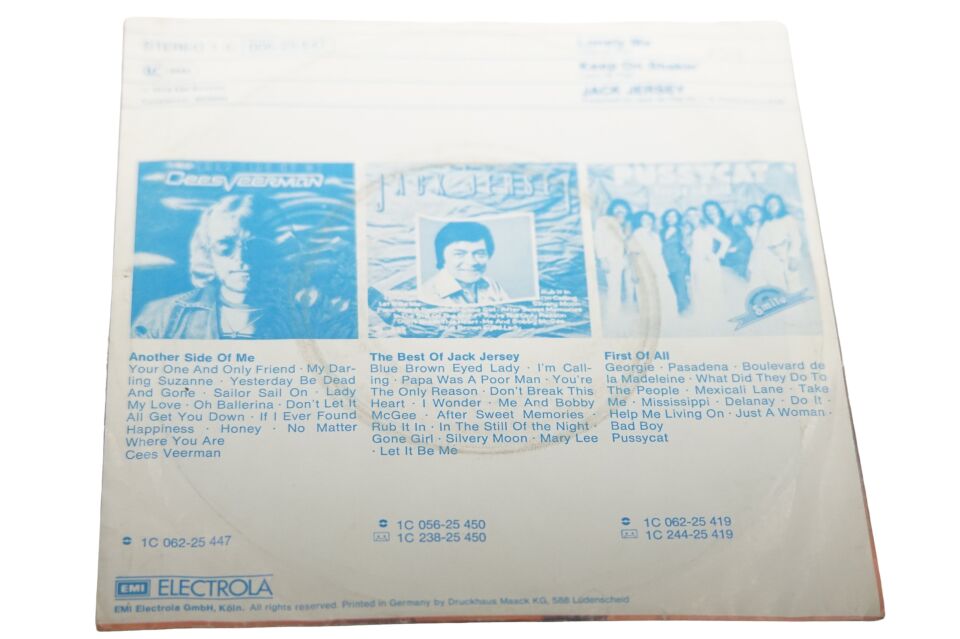 STEREO 1 C
Lonely Me
Keep On Shakin'
JACK JERSEY
CEES VEERMAN
JACK JERSEY
PUSSYCAT
Smile
Another Side Of Me
Your One And Only Friend · My Dar-
ling Suzanne · Yesterday Be Dead
And Gone · Sailor Sail On · Lady
My Love · Oh Ballerina · Don't Let It
All Get You Down · If I Ever Found
Happiness · Honey · No Matter
Where You Are
Cees Veerman
The Best Of Jack Jersey
Blue Brown Eyed Lady · I'm Call-
ing · Papa Was A Poor Man · You're
The Only Reason · Don't Break This
Heart · I Wonder · Me And Bobby
McGee · After Sweet Memories ·
Rub It In · In The Still Of the Night ·
Gone Girl · Silvery Moon · Mary Lee
· Let It Be Me
First Of All
Georgie · Pasadena · Boulevard de
la Madeleine · What Did They Do To
The People · Mexicali Lane · Take
Me · Mississippi · Delanay · Do It ·
Help Me Living On · Just A Woman ·
Bad Boy
Pussycat
1C 062-25 447
1C 056-25 450
1C 238-25 450
1C 062-25 419
1C 244-25 419
EMI ELECTROLA
EMI Electrola GmbH, Köln. All rights reserved. Printed in Germany by Druckhaus Maack KG, 588 Lüdenscheid